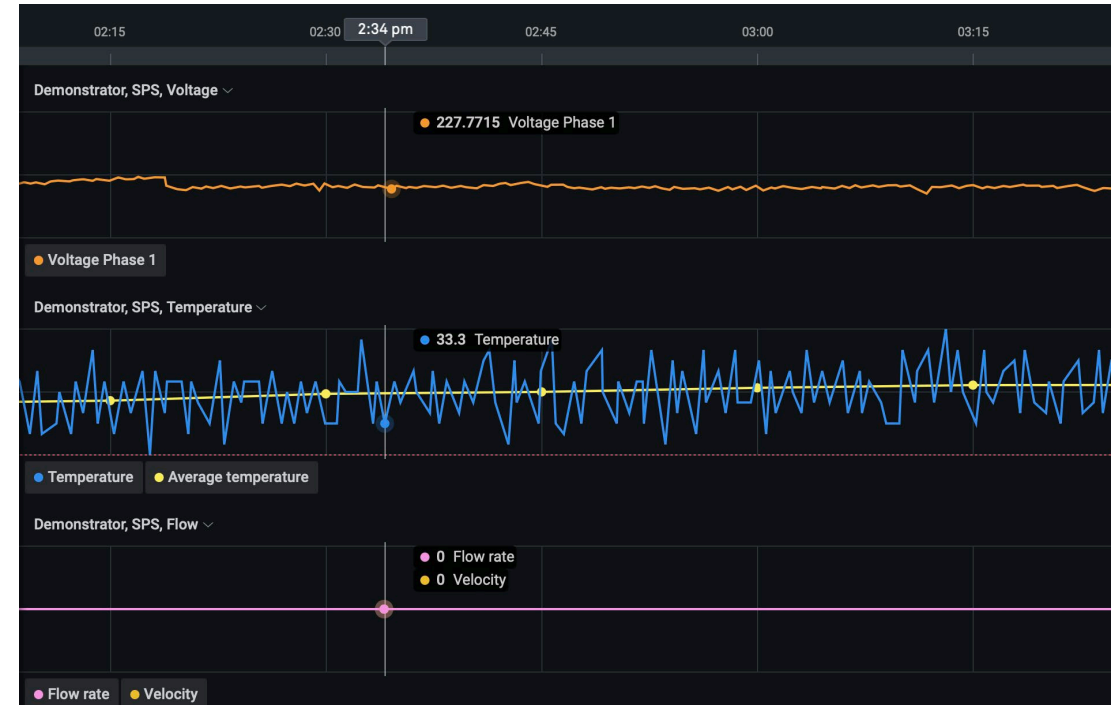 02:15 02:30 2:34 pm 02:45 03:00 03:15
Demonstrator, SPS, Voltage
227.7715 Voltage Phase 1
Voltage Phase 1
Demonstrator, SPS, Temperature
33.3 Temperature
Temperature Average temperature
Demonstrator, SPS, Flow
0 Flow rate
0 Velocity
Flow rate Velocity